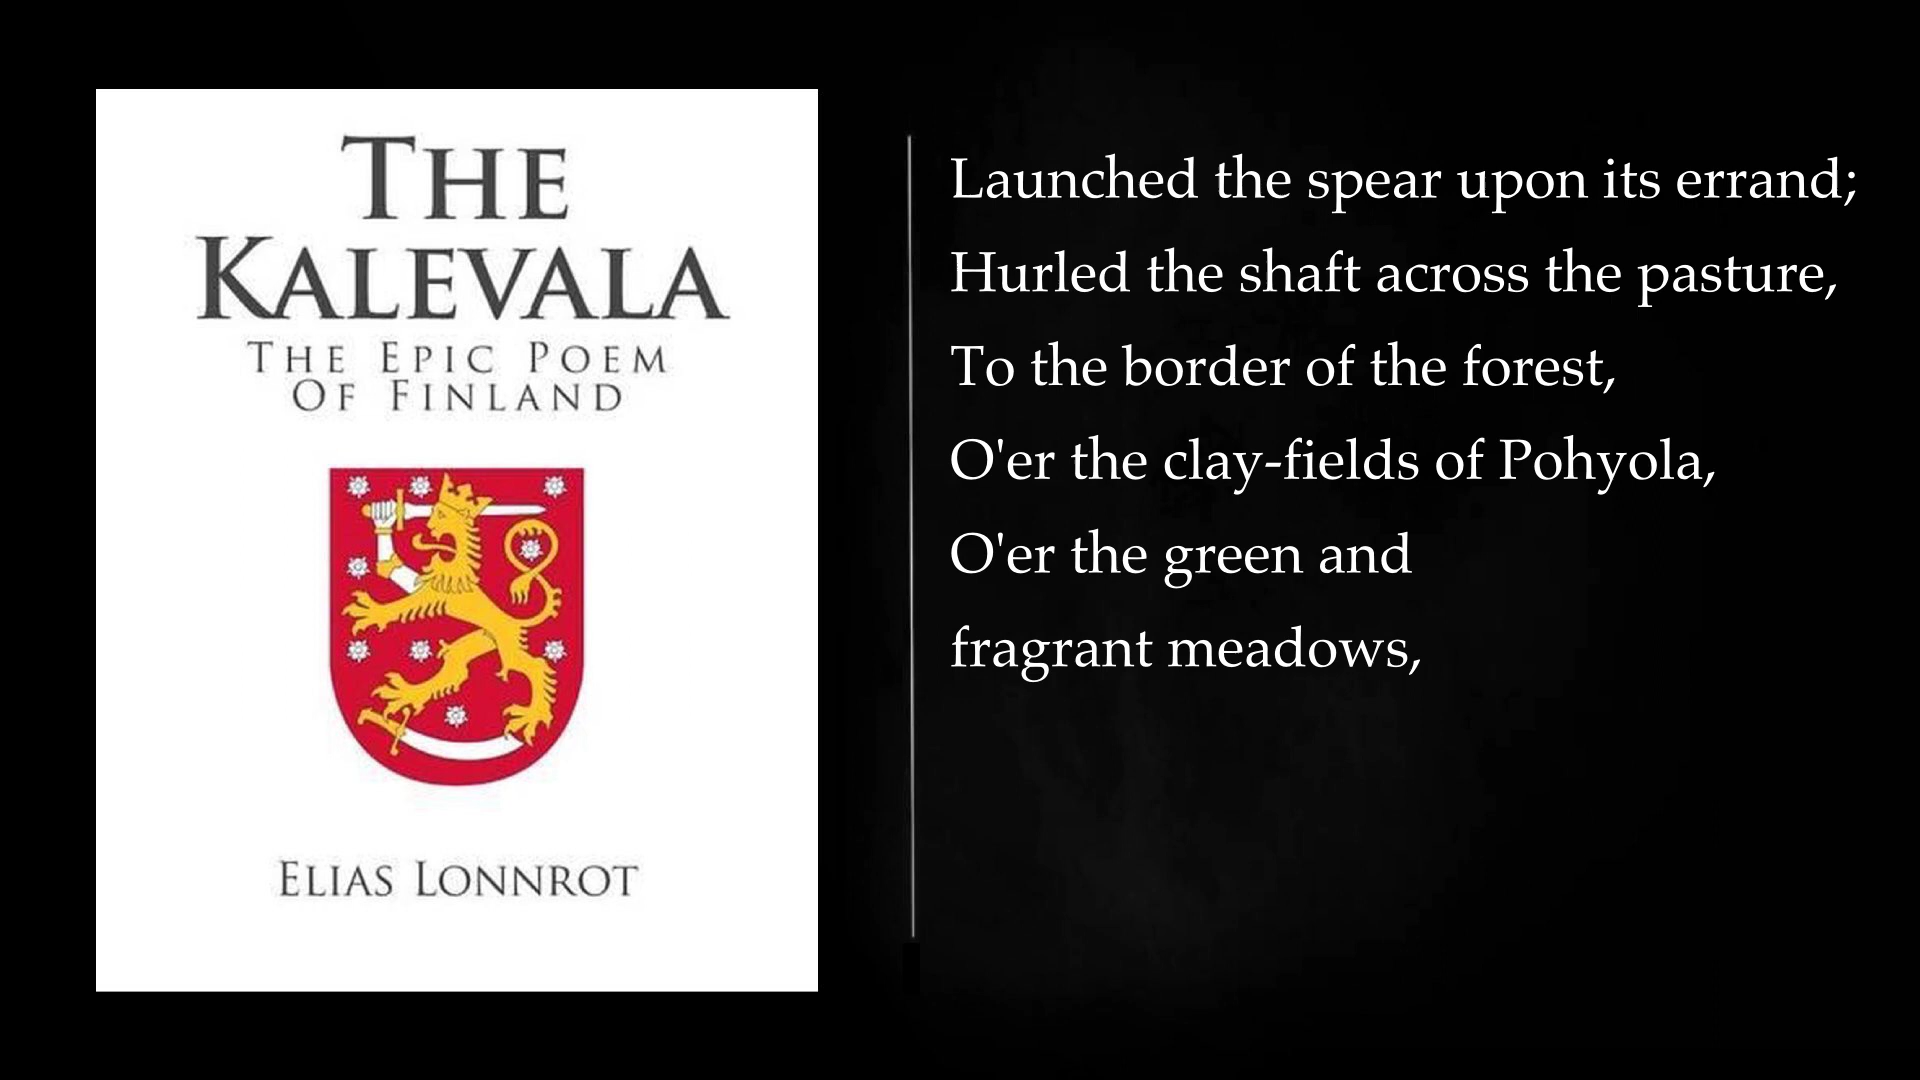 THE
KALEVALA
THE EPIC POEM
OF FINLAND
ELIAS LONNROT
Launched the spear upon its errand;
Hurled the shaft across the pasture,
To the border of the forest,
O'er the clay-fields of Pohyola,
O'er the green and
fragrant meadows,